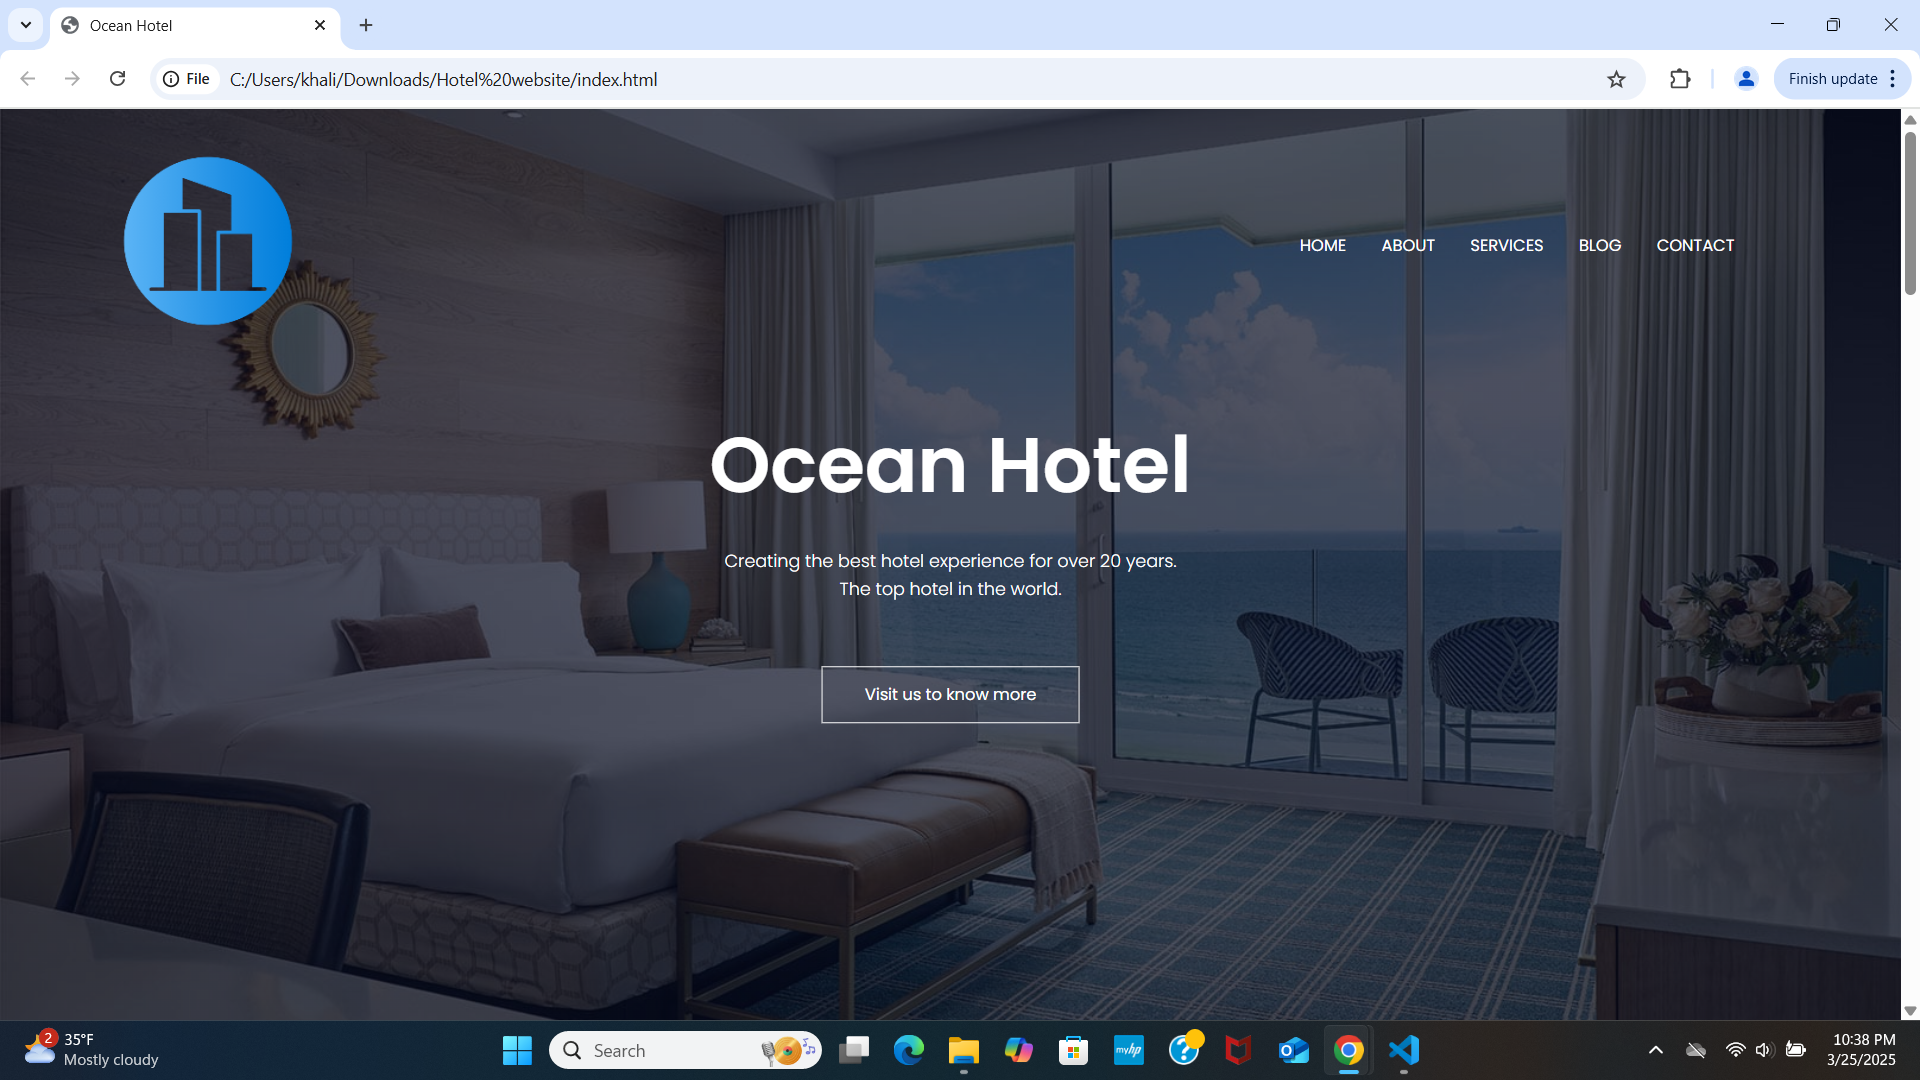 Ocean Hotel
File
C:/Users/khali/Downloads/Hotel%20website/index.html
Finish update
HOME ABOUT SERVICES BLOG CONTACT
Ocean Hotel
Creating the best hotel experience for over 20 years.
The top hotel in the world.
Visit us to know more
2
35°F
Mostly cloudy
Search
myhp
10:38 PM
3/25/2025